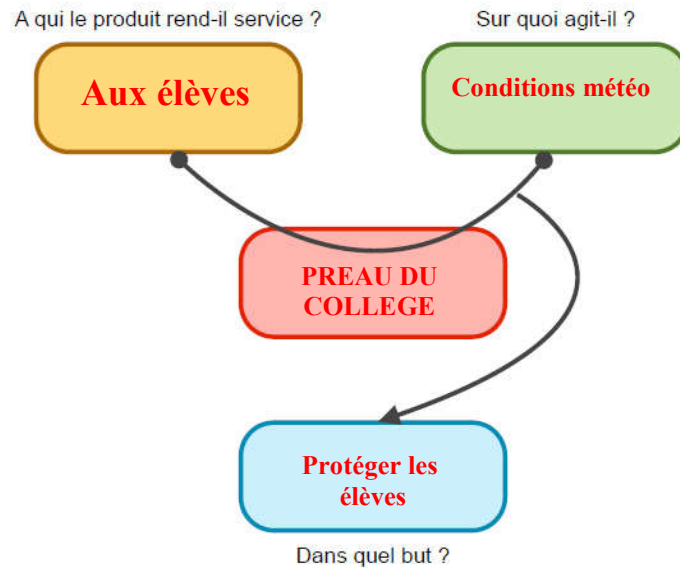 A qui le produit rend-il service ?
Sur quoi agit-il ?
Aux élèves
Conditions météo
PREAU DU
COLLEGE
Protéger les
élèves
Dans quel but ?